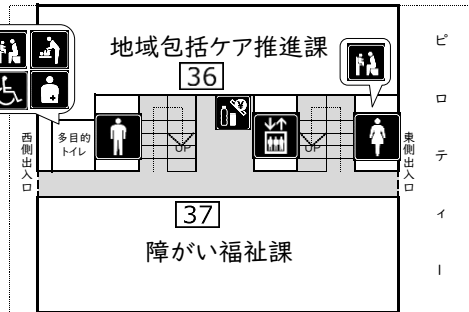 地域包括ケア推進課
36
多目的
トイレ
UP
UP
西側出入口
東側出入口
ピロティー
37
障がい福祉課